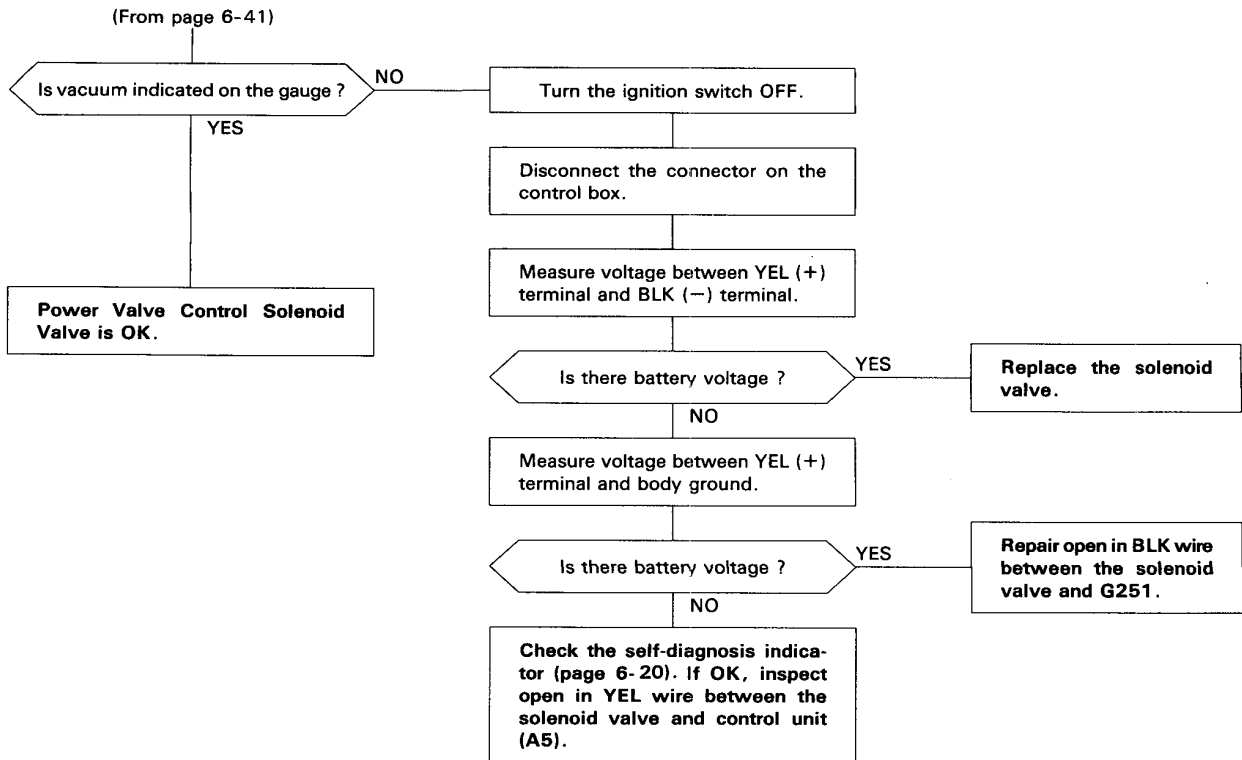 (From page 6-41)
Is vacuum indicated on the gauge ?
NO
YES
Turn the ignition switch OFF.
Disconnect the connector on the
control box.
Measure voltage between YEL (+)
terminal and BLK (−) terminal.
Power Valve Control Solenoid
Valve is OK.
Is there battery voltage ?
YES
Replace the solenoid
valve.
NO
Measure voltage between YEL (+)
terminal and body ground.
Is there battery voltage ?
YES
Repair open in BLK wire
between the solenoid
valve and G251.
NO
Check the self-diagnosis indica-
tor (page 6-20). If OK, inspect
open in YEL wire between the
solenoid valve and control unit
(A5).